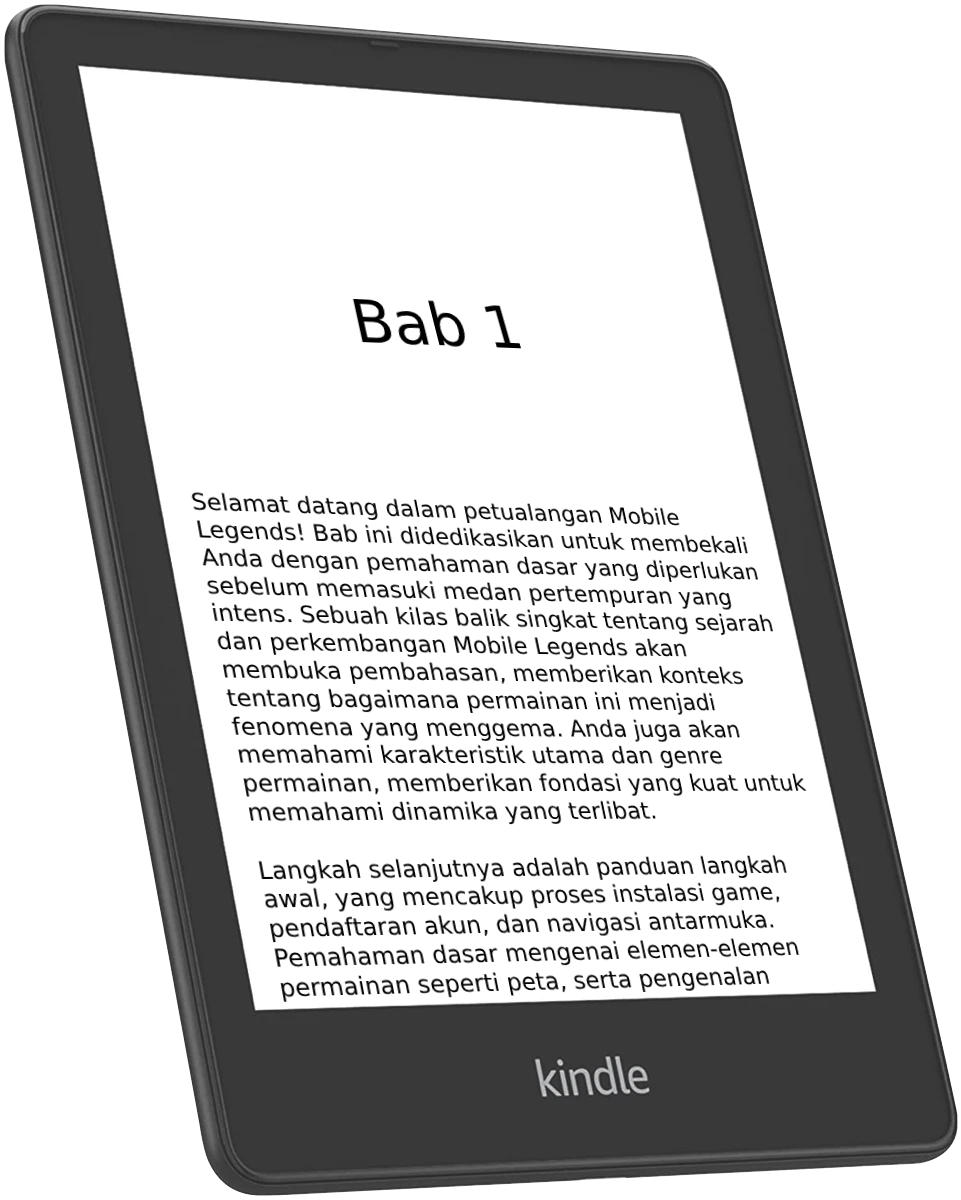 Bab 1
Selamat datang dalam petualangan Mobile
Legends! Bab ini didedikasikan untuk membekali
Anda dengan pemahaman dasar yang diperlukan
sebelum memasuki medan pertempuran yang
intens. Sebuah kilas balik singkat tentang sejarah
dan perkembangan Mobile Legends akan
membuka pembahasan, memberikan konteks
tentang bagaimana permainan ini menjadi
fenomena yang menggema. Anda juga akan
memahami karakteristik utama dan genre
permainan, memberikan fondasi yang kuat untuk
memahami dinamika yang terlibat.
Langkah selanjutnya adalah panduan langkah
awal, yang mencakup proses instalasi game,
pendaftaran akun, dan navigasi antarmuka.
Pemahaman dasar mengenai elemen-elemen
permainan seperti peta, serta pengenalan
kindle